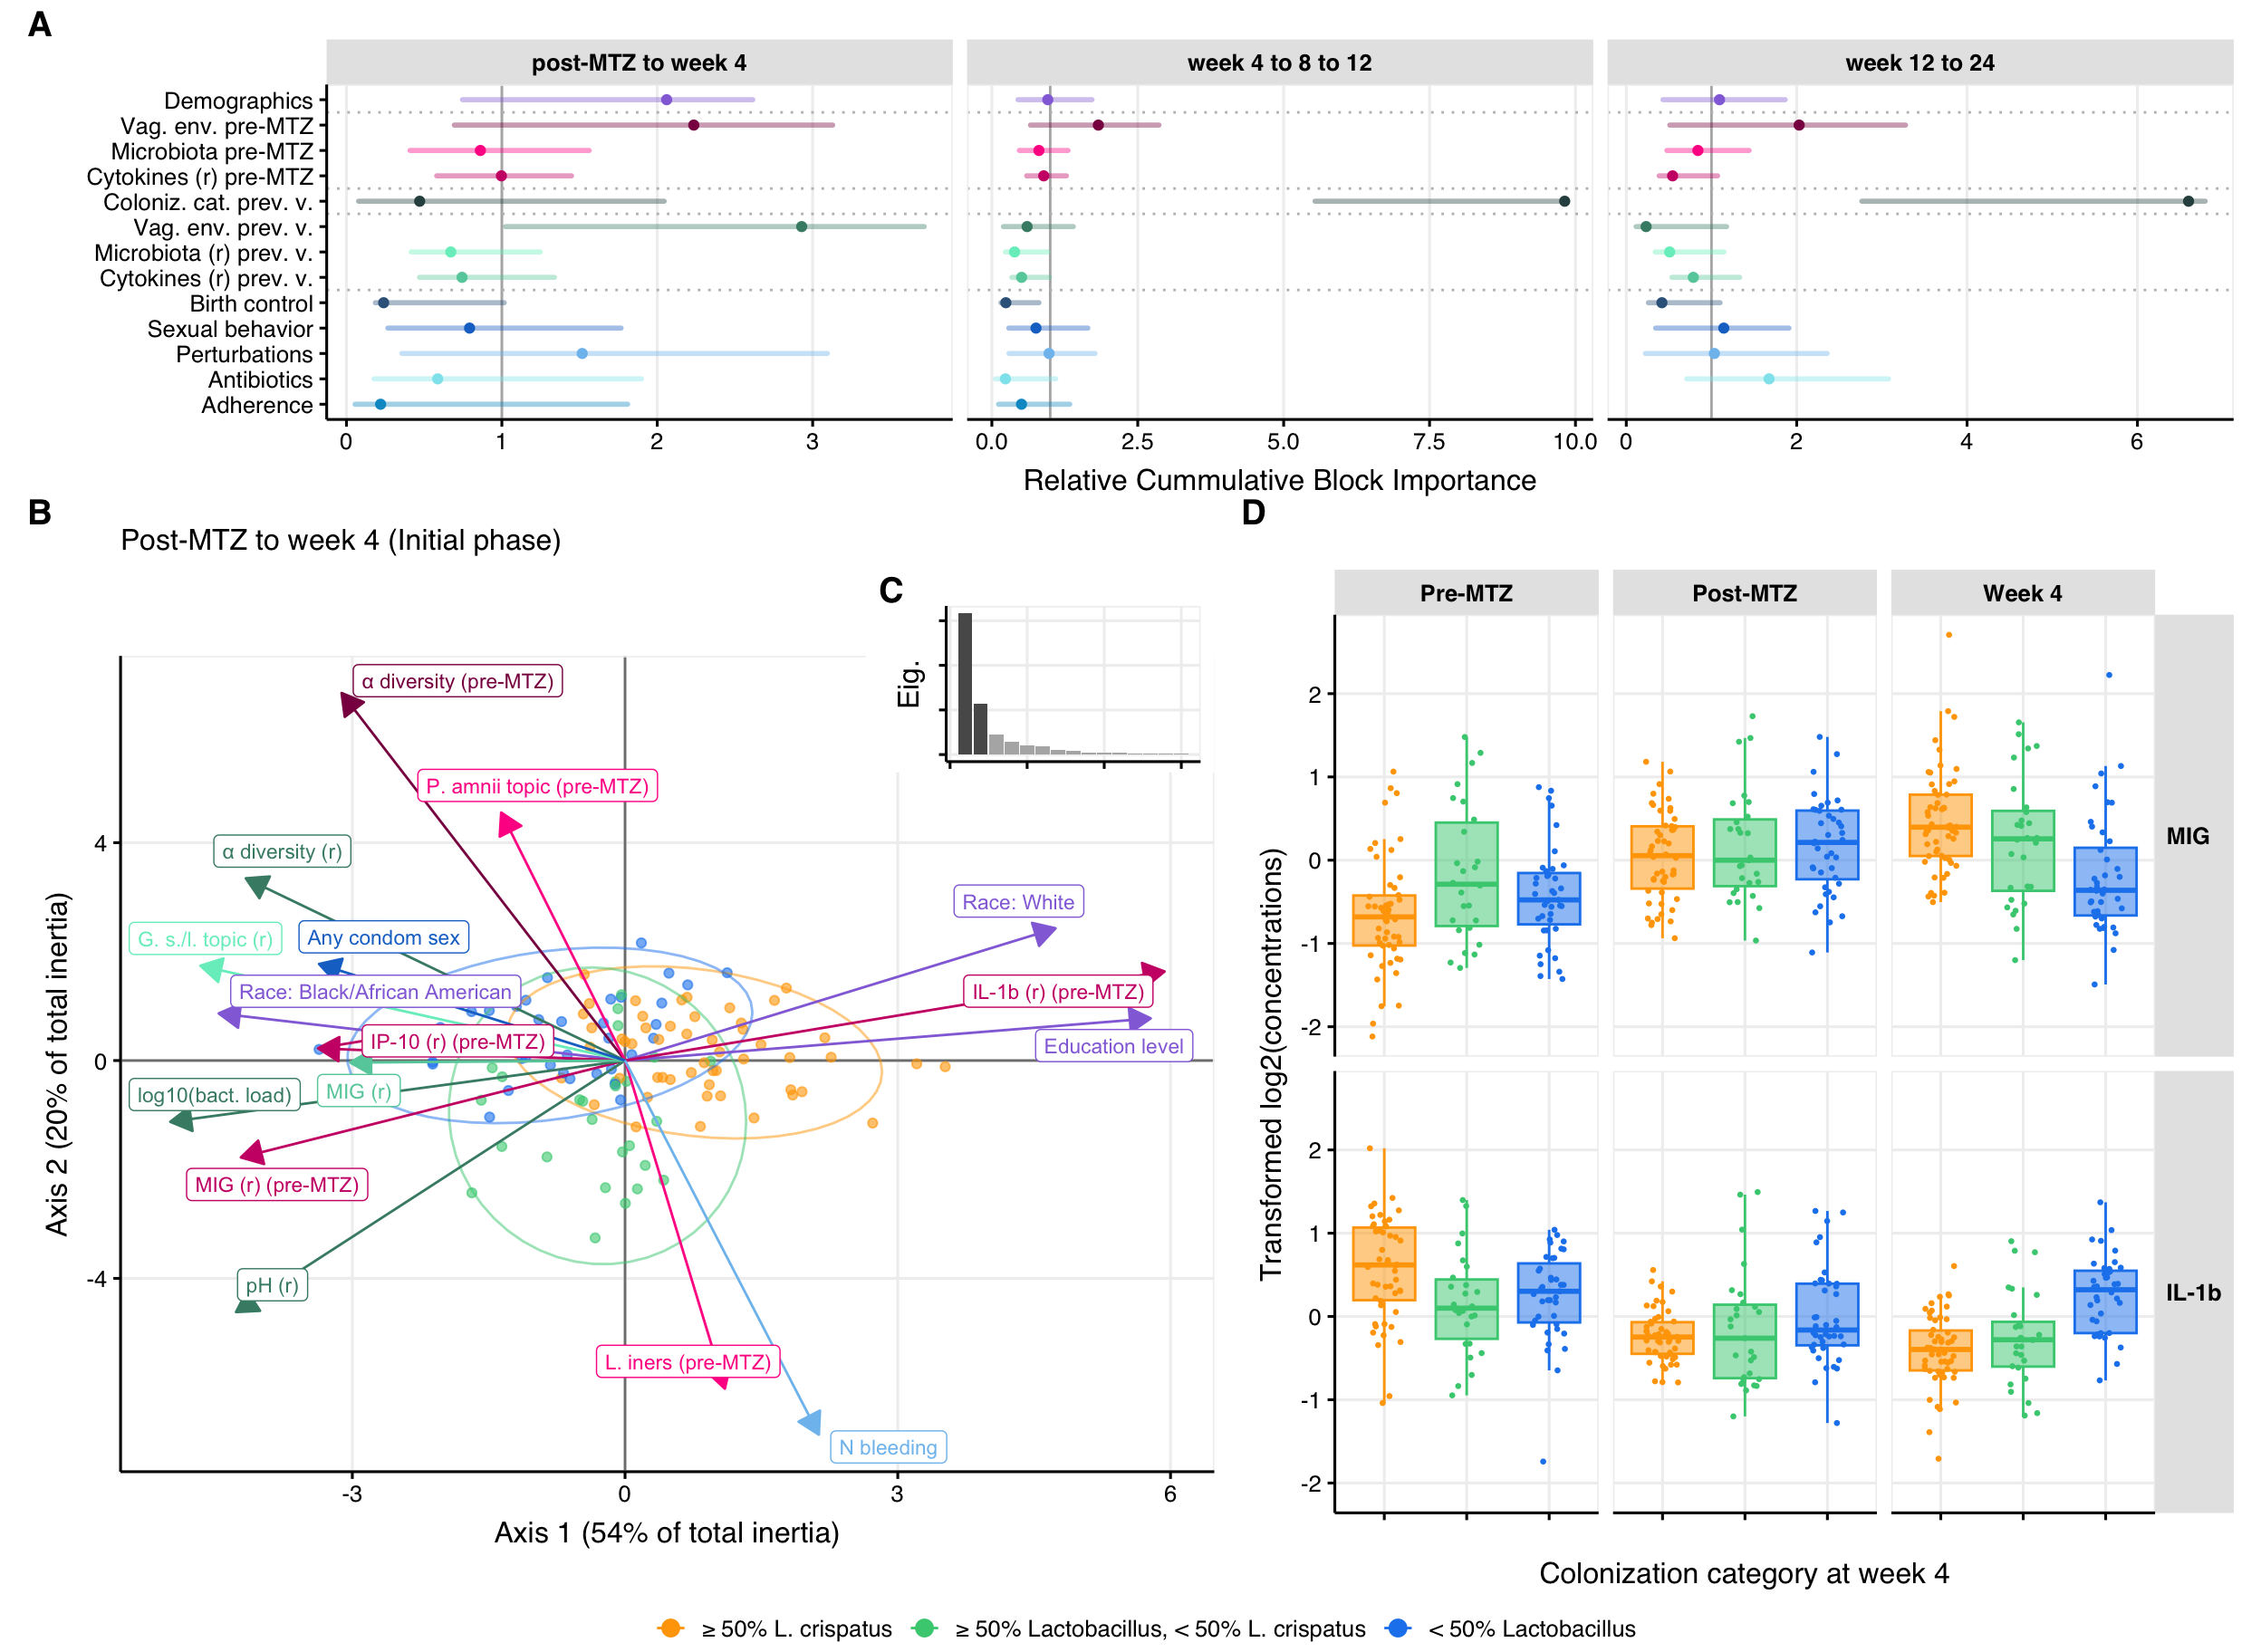 A
post-MTZ to week 4
week 4 to 8 to 12
week 12 to 24
Demographics
Vag. env. pre-MTZ
Microbiota pre-MTZ
Cytokines (r) pre-MTZ
Coloniz. cat. prev. v.
Vag. env. prev. v.
Microbiota (r) prev. v.
Cytokines (r) prev. v.
Birth control
Sexual behavior
Perturbations
Antibiotics
Adherence
0 1 2 3
0.0 2.5 5.0 7.5 10.0
0 2 4 6
Relative Cummulative Block Importance
B
Post-MTZ to week 4 (Initial phase)
α diversity (pre-MTZ)
P. amnii topic (pre-MTZ)
α diversity (r)
Race: White
G. s./l. topic (r)
Any condom sex
Race: Black/African American
IL-1b (r) (pre-MTZ)
IP-10 (r) (pre-MTZ)
Education level
MIG (r)
log10(bact. load)
MIG (r) (pre-MTZ)
pH (r)
L. iners (pre-MTZ)
N bleeding
4
0
-4
-3 0 3 6
Axis 2 (20% of total inertia)
Axis 1 (54% of total inertia)
C
Eig.
D
Pre-MTZ
Post-MTZ
Week 4
2
1
0
-1
-2
MIG
2
1
0
-1
-2
IL-1b
Transformed log2(concentrations)
Colonization category at week 4
≥ 50% L. crispatus
≥ 50% Lactobacillus, < 50% L. crispatus
< 50% Lactobacillus